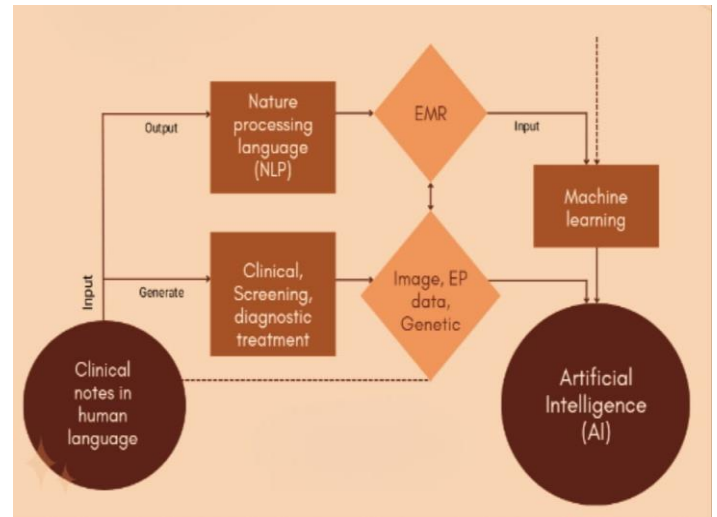 Nature
processing
language
(NLP)
EMR
Output
Input
Machine
learning
Clinical,
Screening,
diagnostic
treatment
Image, EP
data,
Genetic
Input
Generate
Clinical
notes in
human
language
Artificial
Intelligence
(AI)